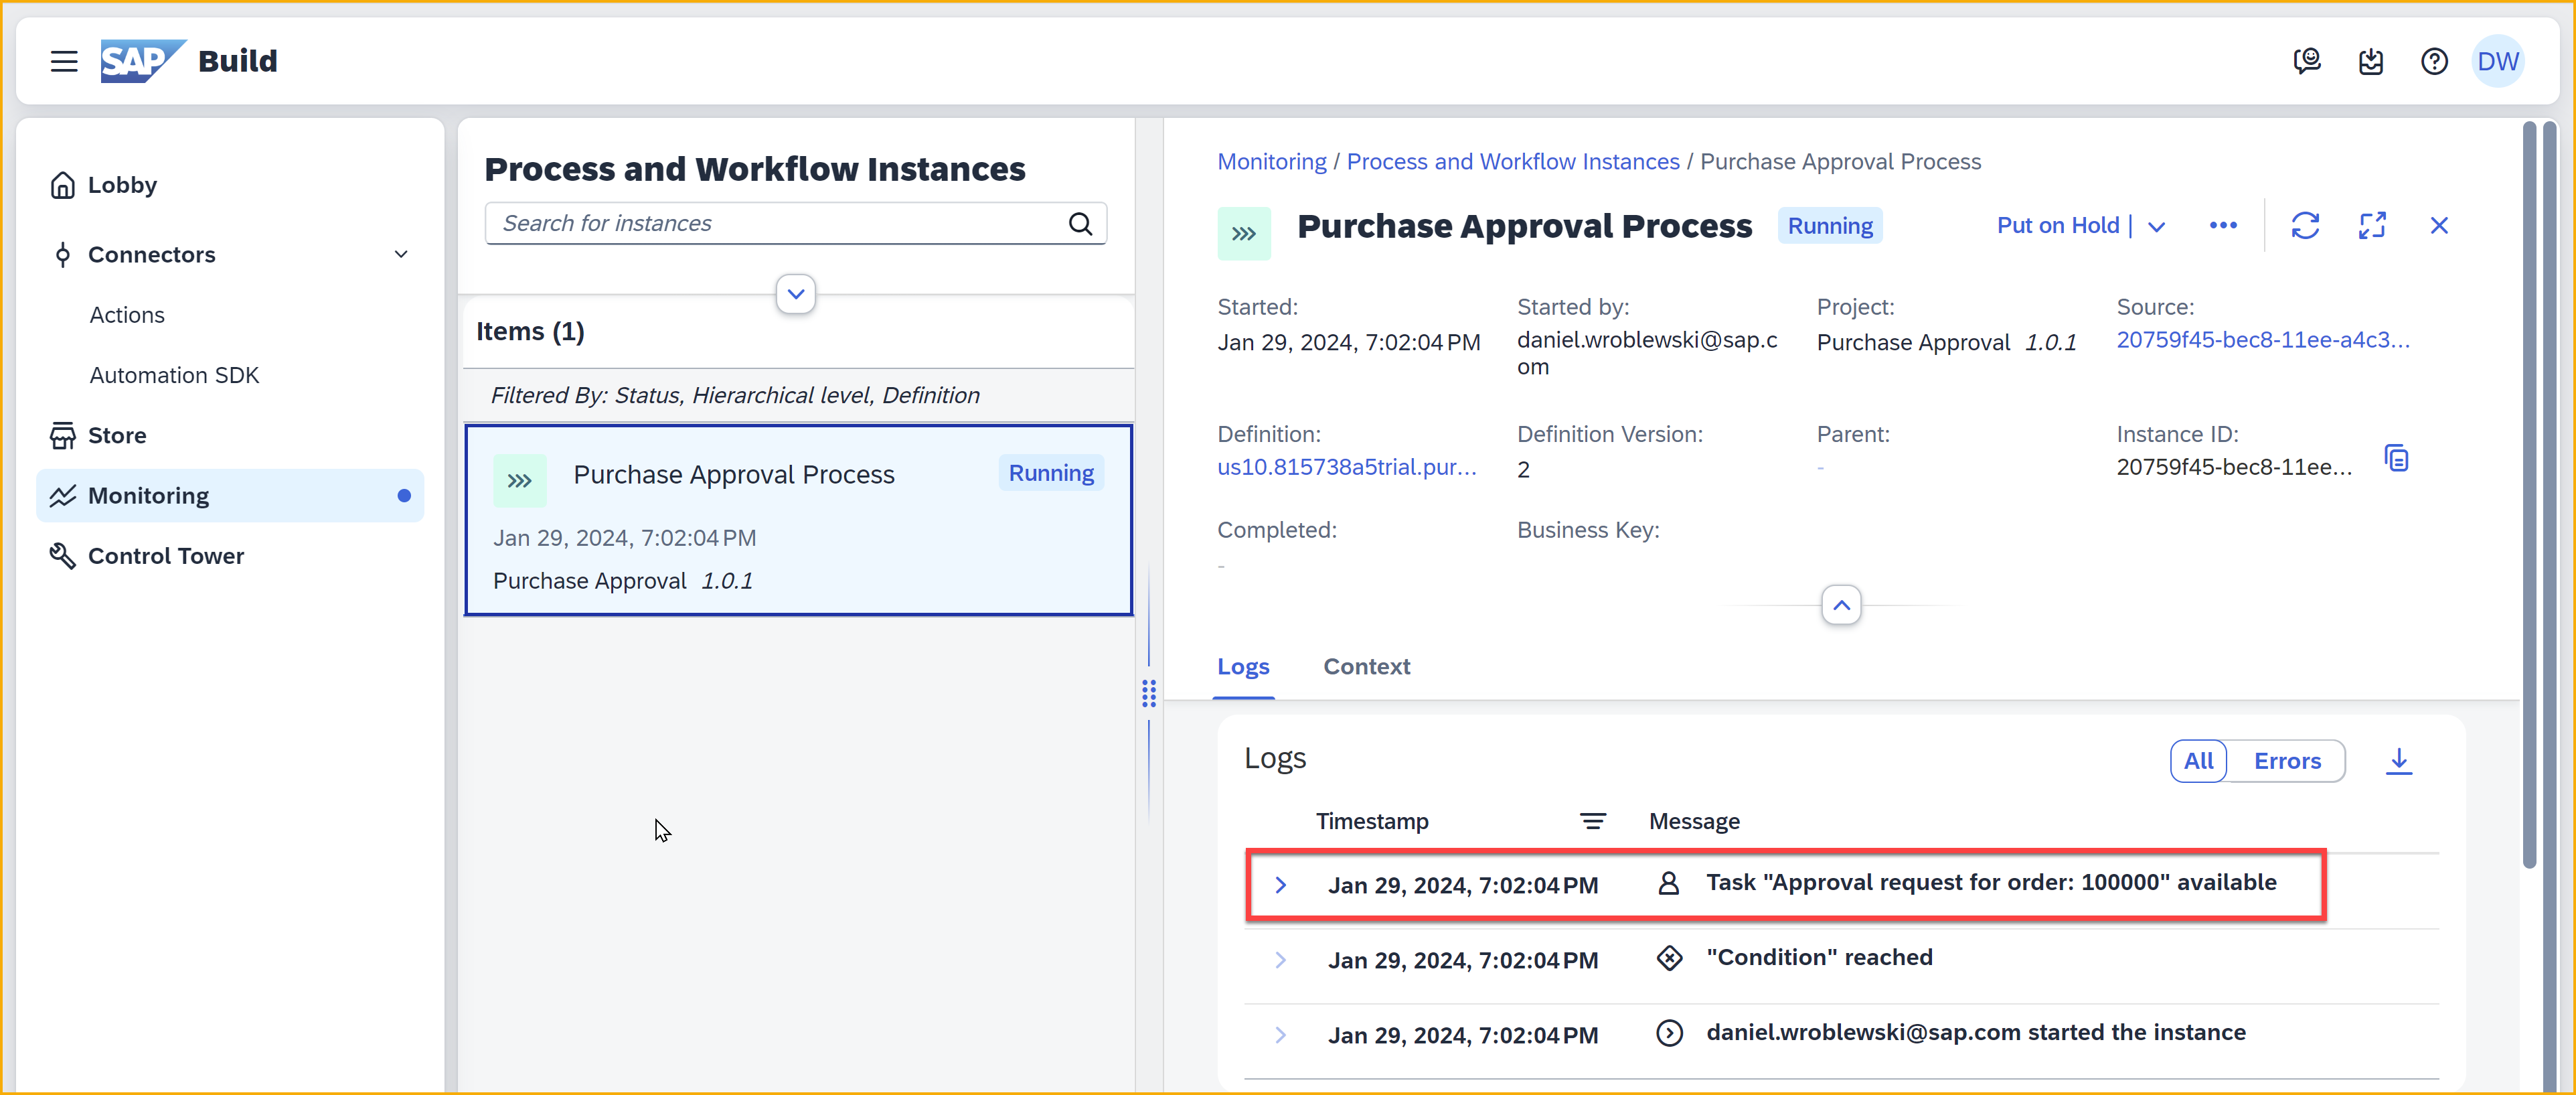 SAP Build
DW
Lobby
Connectors
Actions
Automation SDK
Store
Monitoring
Control Tower
Process and Workflow Instances
Search for instances
Items (1)
Filtered By: Status, Hierarchical level, Definition
Purchase Approval Process
Running
Jan 29, 2024, 7:02:04 PM
Purchase Approval 1.0.1
Monitoring / Process and Workflow Instances / Purchase Approval Process
Purchase Approval Process
Running
Put on Hold
Started:
Jan 29, 2024, 7:02:04 PM
Started by:
daniel.wroblewski@sap.c
om
Project:
Purchase Approval 1.0.1
Source:
20759f45-bec8-11ee-a4c3...
Definition:
us10.815738a5trial.pur...
Definition Version:
2
Parent:
-
Instance ID:
20759f45-bec8-11ee...
Completed:
-
Business Key:
Logs
Context
Logs
All
Errors
Timestamp
Message
Jan 29, 2024, 7:02:04 PM
Task "Approval request for order: 100000" available
Jan 29, 2024, 7:02:04 PM
"Condition" reached
Jan 29, 2024, 7:02:04 PM
daniel.wroblewski@sap.com started the instance